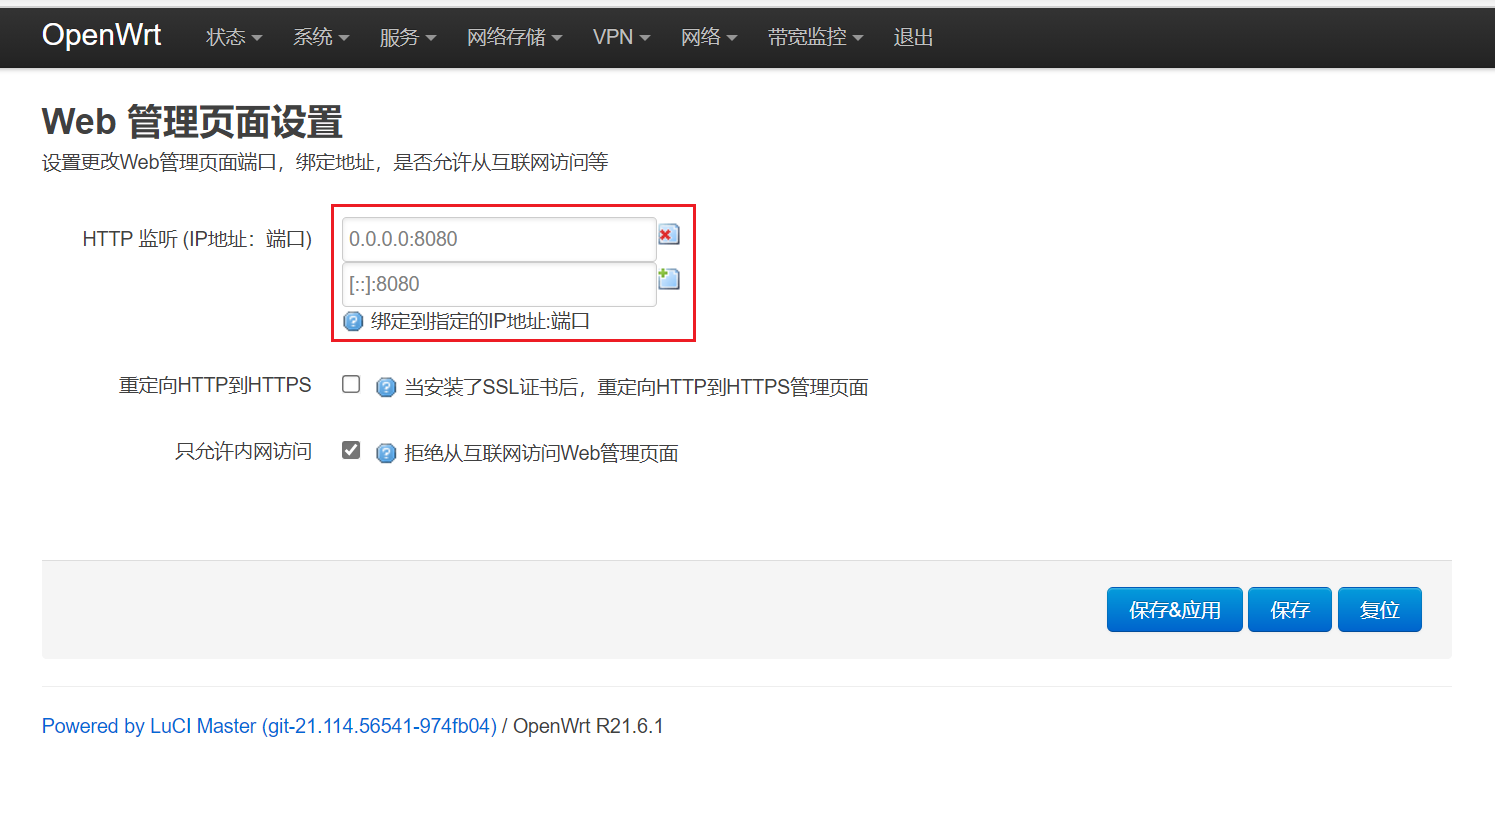 OpenWrt 状态 系统 服务 网络存储 VPN 网络 带宽监控 退出
Web 管理页面设置
设置更改Web管理页面端口，绑定地址，是否允许从互联网访问等
HTTP 监听 (IP地址：端口) 0.0.0.0:8080
[::]:8080
绑定到指定的IP地址:端口
重定向HTTP到HTTPS 当安装了SSL证书后，重定向HTTP到HTTPS管理页面
只允许内网访问 拒绝从互联网访问Web管理页面
保存&应用 保存 复位
Powered by LuCI Master (git-21.114.56541-974fb04) / OpenWrt R21.6.1